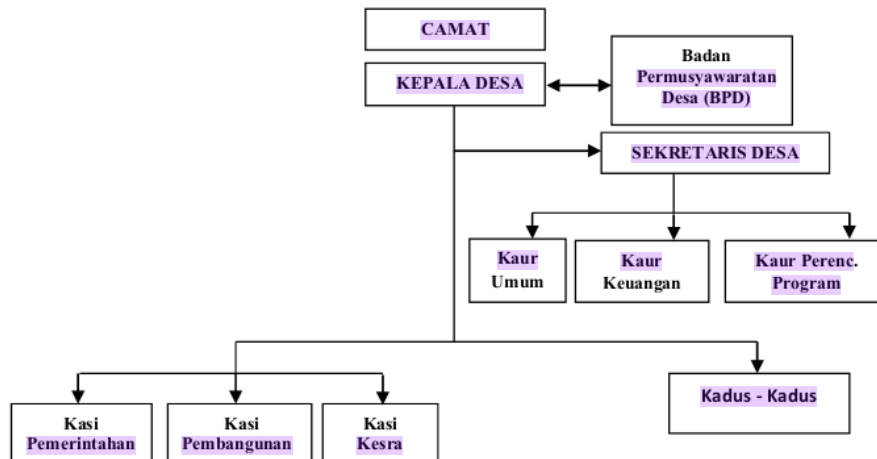 CAMAT
KEPALA DESA
Badan
Permusyawaratan
Desa (BPD)
SEKRETARIS DESA
Kaur
Umum
Kaur
Keuangan
Kaur Perenc.
Program
Kasi
Pemerintahan
Kasi
Pembangunan
Kasi
Kesra
Kadus - Kadus